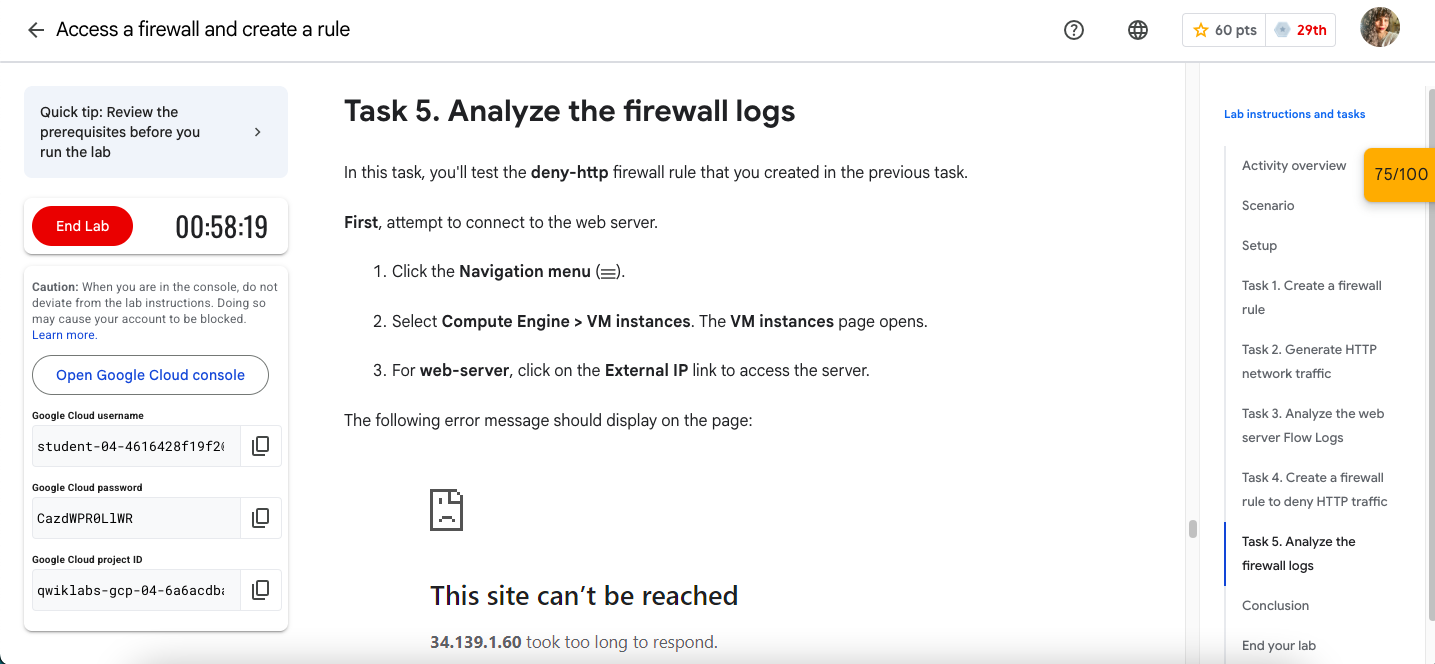 Access a firewall and create a rule
60 pts
29th
Quick tip: Review the
prerequisites before you
run the lab
End Lab
00:58:19
Caution: When you are in the console, do not
deviate from the lab instructions. Doing so
may cause your account to be blocked.
Learn more.
Open Google Cloud console
Google Cloud username
student-04-4616428f19f20
Google Cloud password
CazdWPR0LlWR
Google Cloud project ID
qwiklabs-gcp-04-6a6acdba
Task 5. Analyze the firewall logs
In this task, you'll test the deny-http firewall rule that you created in the previous task.
First, attempt to connect to the web server.
1. Click the Navigation menu (≡).
2. Select Compute Engine > VM instances. The VM instances page opens.
3. For web-server, click on the External IP link to access the server.
The following error message should display on the page:
This site can't be reached
34.139.1.60 took too long to respond.
Lab instructions and tasks
75/100
Activity overview
Scenario
Setup
Task 1. Create a firewall
rule
Task 2. Generate HTTP
network traffic
Task 3. Analyze the web
server Flow Logs
Task 4. Create a firewall
rule to deny HTTP traffic
Task 5. Analyze the
firewall logs
Conclusion
End your lab